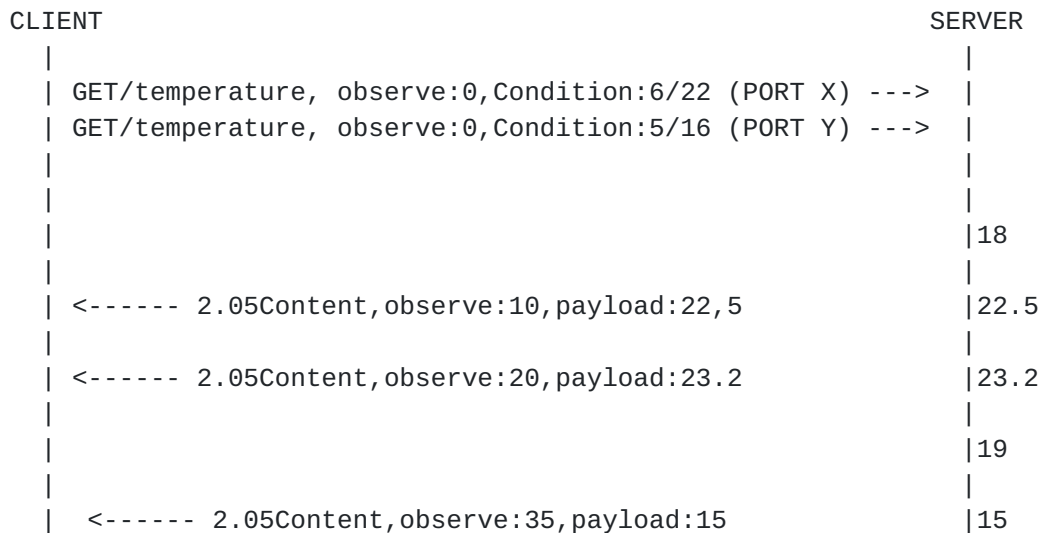 CLIENT SERVER
| |
| GET/temperature, observe:0,Condition:6/22 (PORT X) ---> |
| GET/temperature, observe:0,Condition:5/16 (PORT Y) ---> |
| |
| |
| |18
| |
| <------ 2.05Content,observe:10,payload:22,5 |22.5
| |
| <------ 2.05Content,observe:20,payload:23.2 |23.2
| |
| |19
| |
| <------ 2.05Content,observe:35,payload:15 |15